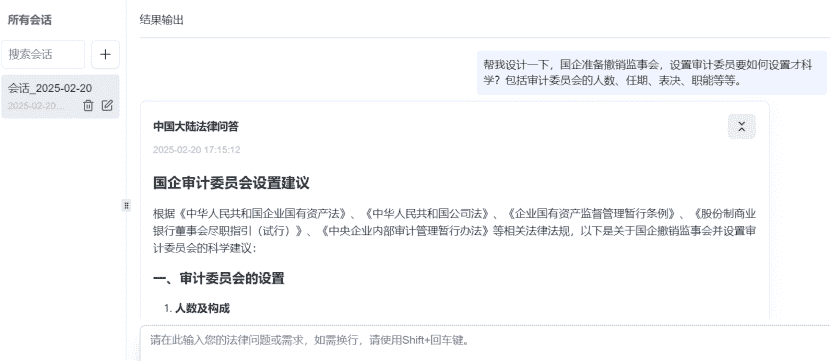 所有会话
搜索会话
会话_2025-02-20
2025-02-20...
结果输出
帮我设计一下，国企准备撤销监事会，设置审计委员要如何设置才科
学？包括审计委员会的人数、任期、表决、职能等等。
中国大陆法律问答
2025-02-20 17:15:12
国企审计委员会设置建议
根据《中华人民共和国企业国有资产法》、《中华人民共和国公司法》、《企业国有资产监督管理暂行条例》、《股份制商业
银行董事会尽职指引（试行）》、《中央企业内部审计管理暂行办法》等相关法律法规，以下是关于国企撤销监事会并设置审
计委员会的科学建议：
一、审计委员会的设置
1. 人数及构成
请在此输入您的法律问题或需求，如需换行，请使用Shift+回车键。